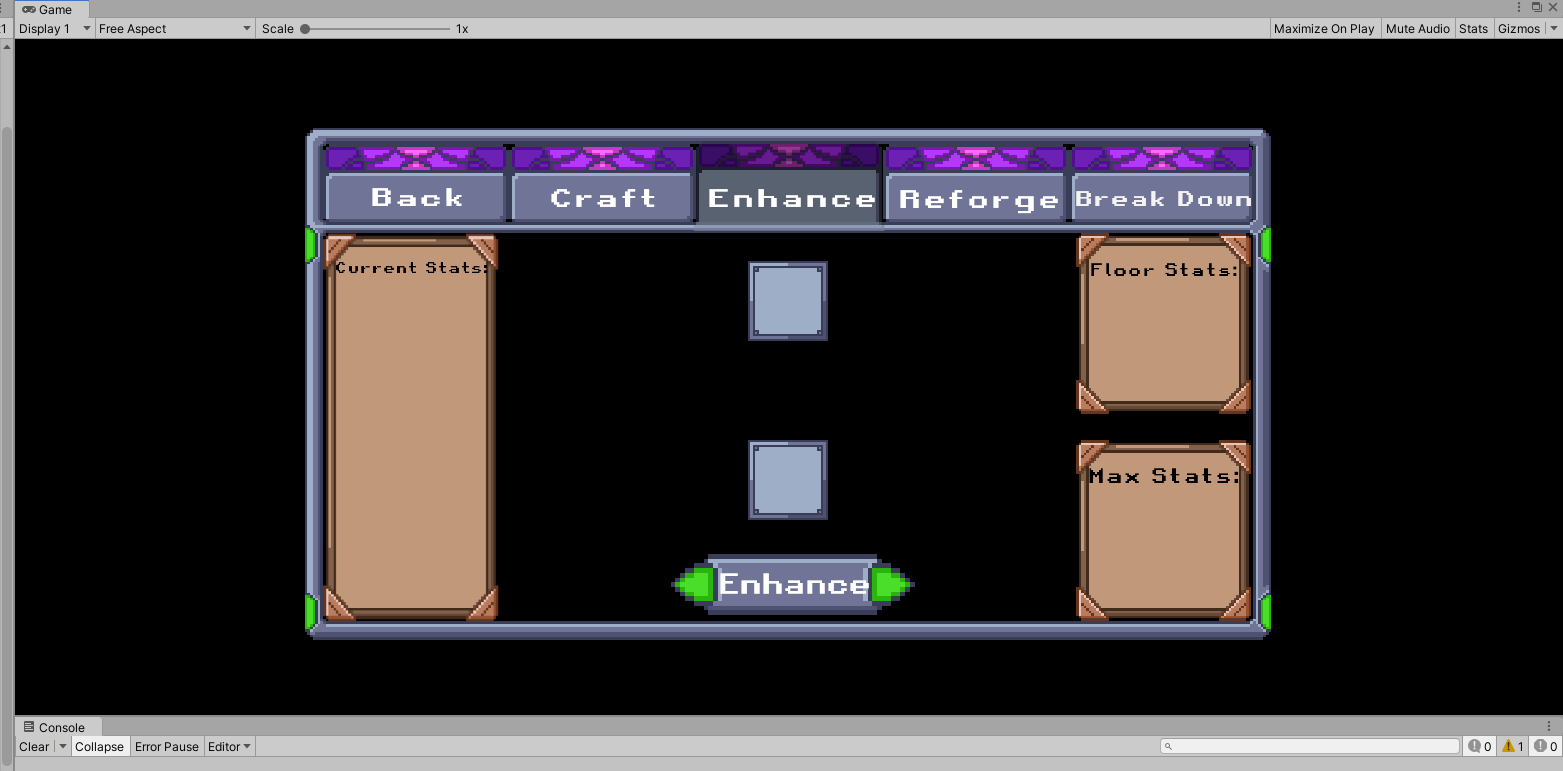 Game
1 Display 1 Free Aspect Scale 1x Maximize On Play Mute Audio Stats Gizmos
Back Craft Enhance Reforge Break Down
Current Stats:
Floor Stats:
Max Stats:
Enhance
Console
Clear Collapse Error Pause Editor 0 1 0